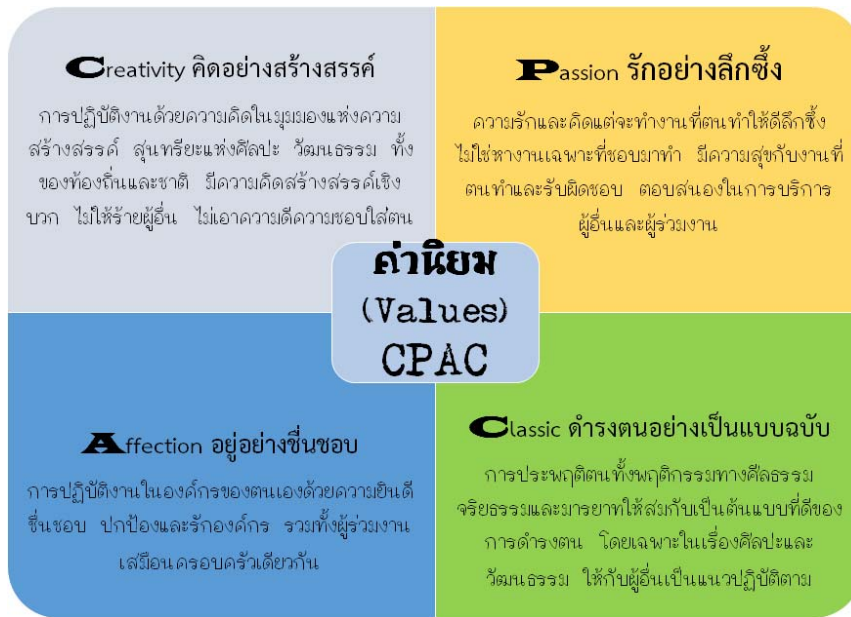 Creativity คิดอย่างสร้างสรรค์
การปฏิบัติงานด้วยความคิดในมุมมองแห่งความ
สร้างสรรค์ สุนทรียะแห่งศิลปะ วัฒนธรรม ทั้ง
ของท้องถิ่นและชาติ มีความคิดสร้างสรรค์เชิง
บวก ไม่ให้ร้ายผู้อื่น ไม่เอาความดีความชอบใส่ตน
Passion รักอย่างลึกซึ้ง
ความรักและคิดแต่จะทำงานที่ตนทำให้ดีลึกซึ้ง
ไม่ใช่หางานเฉพาะที่ชอบมาทำ มีความสุขกับงานที่
ตนทำและรับผิดชอบ ตอบสนองในการบริการ
ผู้อื่นและผู้ร่วมงาน
ค่านิยม
(Values)
CPAC
Affection อยู่อย่างชื่นชอบ
การปฏิบัติงานในองค์กรของตนเองด้วยความยินดี
ชื่นชอบ ปกป้องและรักองค์กร รวมทั้งผู้ร่วมงาน
เสมือนครอบครัวเดียวกัน
Classic ดำรงตนอย่างเป็นแบบฉบับ
การประพฤติตนทั้งพฤติกรรมทางศีลธรรม
จริยธรรมและมารยาทให้สมกับเป็นต้นแบบที่ดีของ
การดำรงตน โดยเฉพาะในเรื่องศิลปะและ
วัฒนธรรม ให้กับผู้อื่นเป็นแนวปฏิบัติตาม